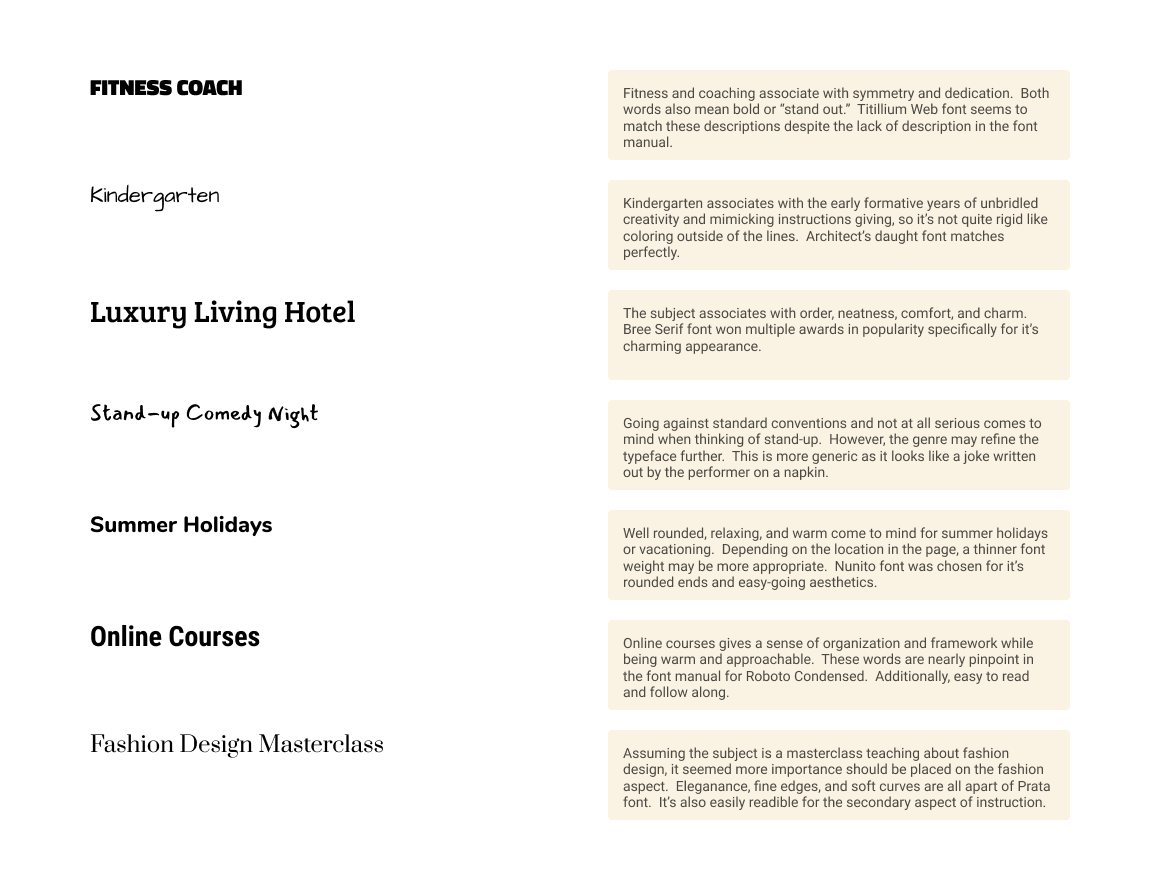 FITNESS COACH
Fitness and coaching associate with symmetry and dedication.  Both
words also mean bold or “stand out.”  Titillium Web font seems to
match these descriptions despite the lack of description in the font
manual.
Kindergarten
Kindergarten associates with the early formative years of unbridled
creativity and mimicking instructions giving, so it’s not quite rigid like
coloring outside of the lines.  Architect’s daught font matches
perfectly.
Luxury Living Hotel
The subject associates with order, neatness, comfort, and charm.
Bree Serif font won multiple awards in popularity specifically for it’s
charming appearance.
Stand-up Comedy Night
Going against standard conventions and not at all serious comes to
mind when thinking of stand-up.  However, the genre may refine the
typeface further.  This is more generic as it looks like a joke written
out by the performer on a napkin.
Summer Holidays
Well rounded, relaxing, and warm come to mind for summer holidays
or vacationing.  Depending on the location in the page, a thinner font
weight may be more appropriate.  Nunito font was chosen for it’s
rounded ends and easy-going aesthetics.
Online Courses
Online courses gives a sense of organization and framework while
being warm and approachable.  These words are nearly pinpoint in
the font manual for Roboto Condensed.  Additionally, easy to read
and follow along.
Fashion Design Masterclass
Assuming the subject is a masterclass teaching about fashion
design, it seemed more importance should be placed on the fashion
aspect.  Eleganance, fine edges, and soft curves are all apart of Prata
font.  It’s also easily readible for the secondary aspect of instruction.